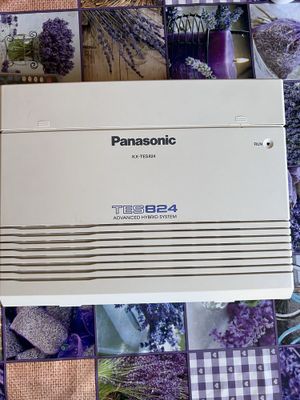 Panasonic
KX-TES824
RUN
TES824
ADVANCED HYBRID SYSTEM